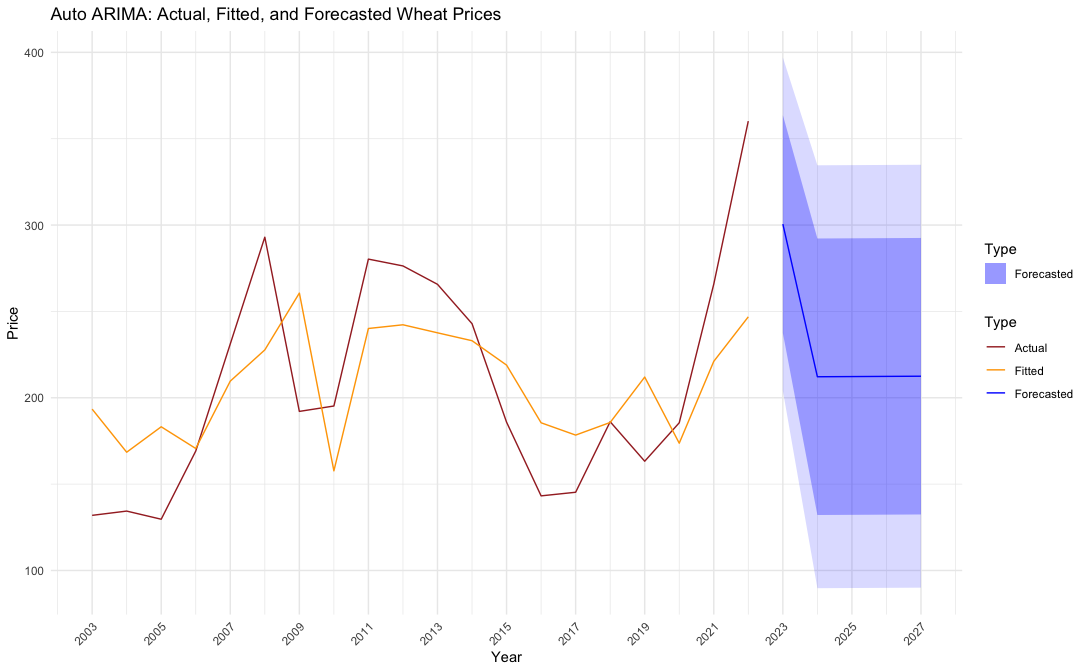 Auto ARIMA: Actual, Fitted, and Forecasted Wheat Prices
400
300
200
100
Price
2003
2005
2007
2009
2011
2013
2015
2017
2019
2021
2023
2025
2027
Year
Type
Forecasted
Type
Actual
Fitted
Forecasted